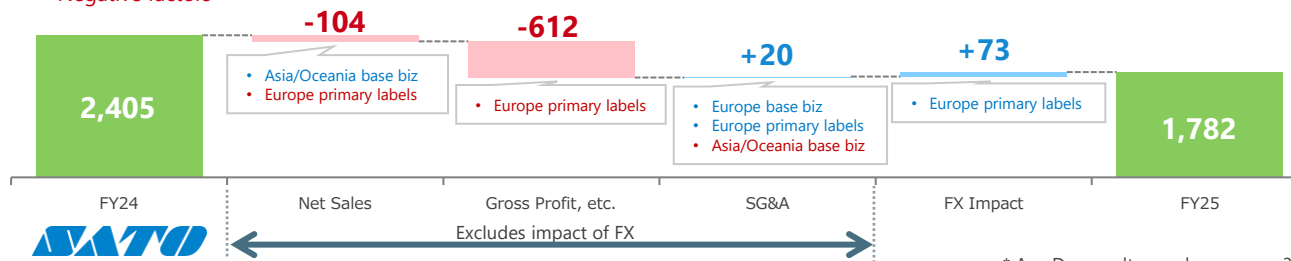 Negative factors
-104
-612
+20
+73
• Asia/Oceania base biz
• Europe primary labels
• Europe primary labels
• Europe base biz
• Europe primary labels
• Asia/Oceania base biz
• Europe primary labels
2,405
1,782
FY24
Net Sales
Gross Profit, etc.
SG&A
FX Impact
FY25
Excludes impact of FX
SATO